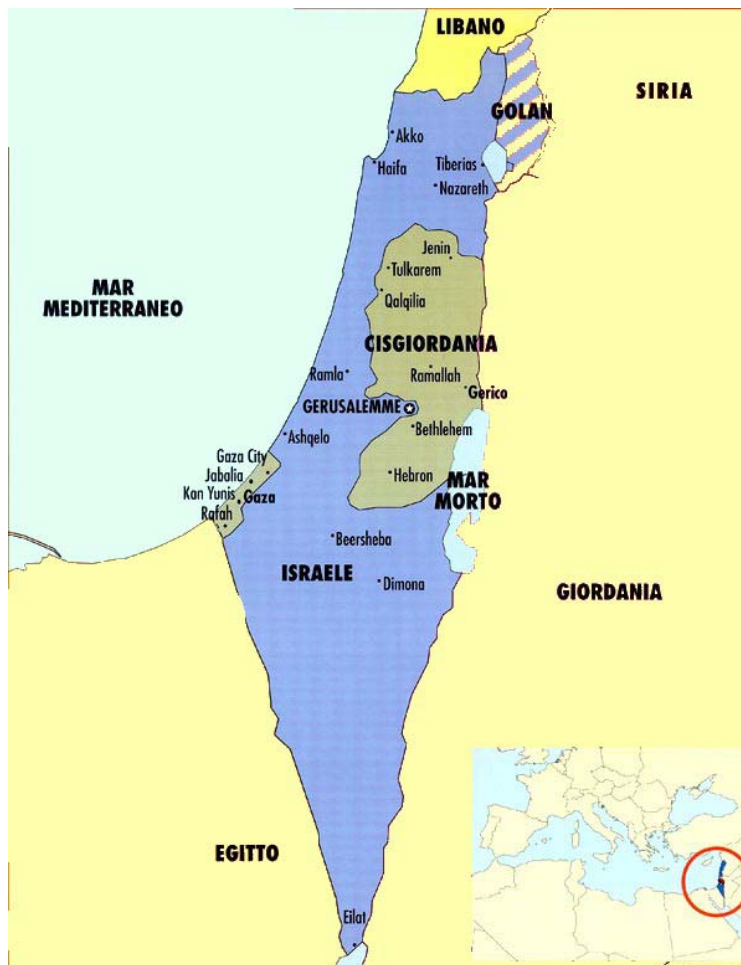 LIBANO
SIRIA
GOLAN
Akko
Haifa
Tiberias
Nazareth
Jenin
Tulkarem
Qalqilia
MAR
MEDITERRANEO
CISGIORDANIA
Ramla
Ramallah
Gerico
GERUSALEMME
Bethlehem
Ashqelo
Gaza City
Jabalia
Kan Yunis
Gaza
Rafah
Hebron
MAR
MORTO
Beersheba
ISRAELE
Dimona
GIORDANIA
EGITTO
Eilat